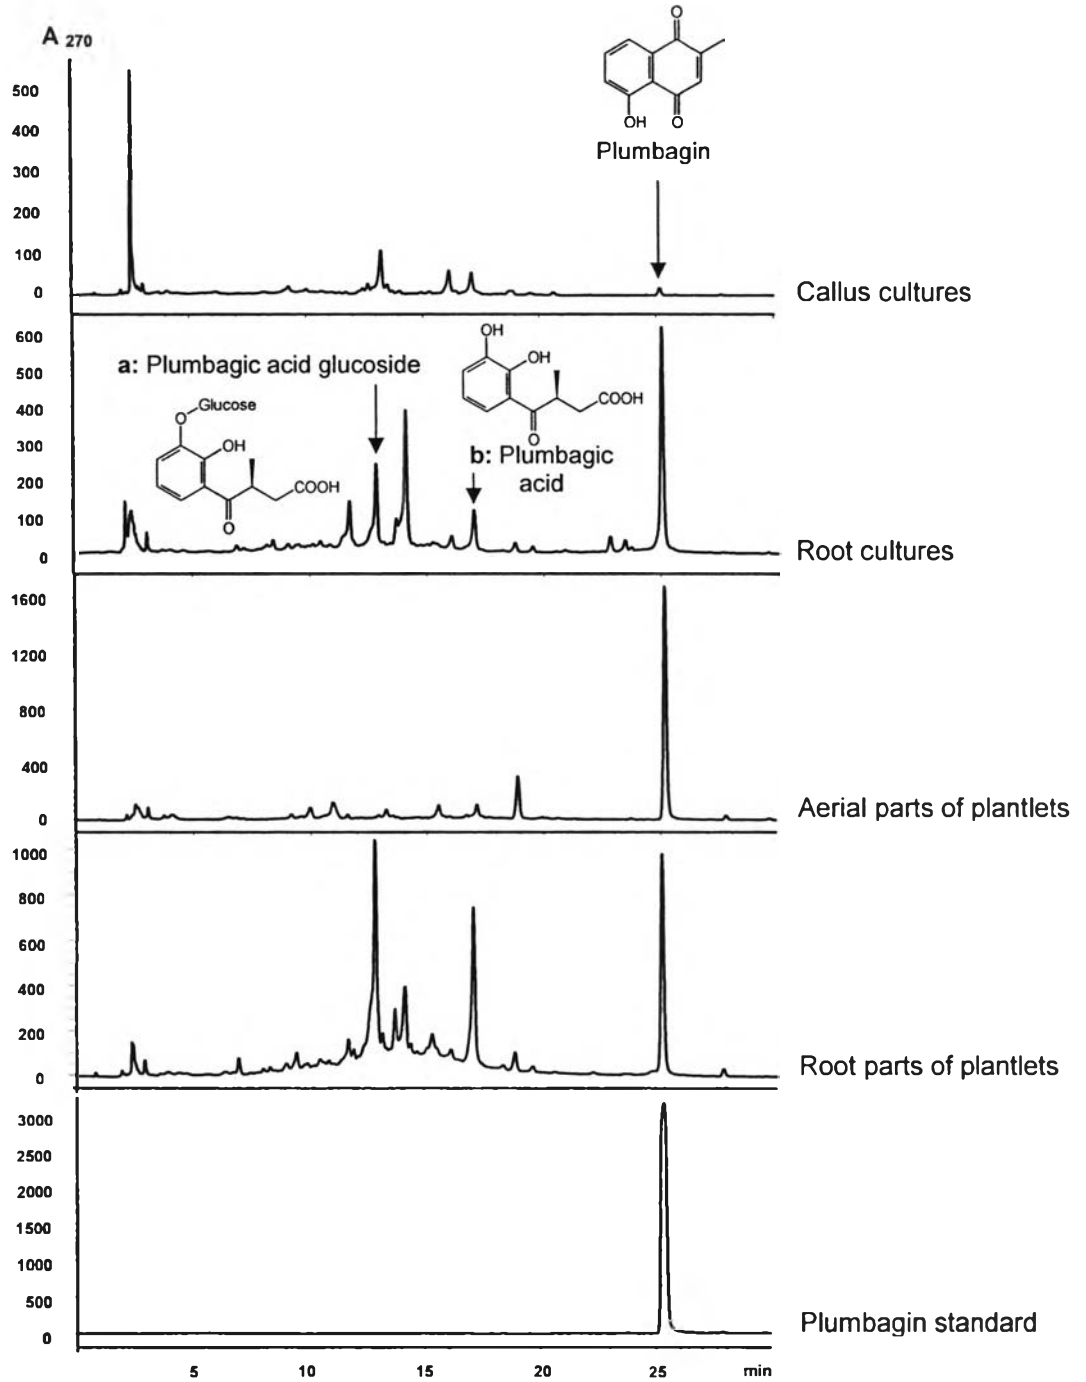 A 270
O
OH
O
Plumbagin
500
400
300
200
100
0
Callus cultures
600
500
400
300
200
100
0
a: Plumbagic acid glucoside
O
Glucose
OH
COOH
O
OH
OH
COOH
O
b: Plumbagic
acid
Root cultures
1600
1200
800
400
0
Aerial parts of plantlets
1000
800
600
400
200
0
Root parts of plantlets
3000
2500
2000
1500
1000
500
0
Plumbagin standard
5 10 15 20 25 min